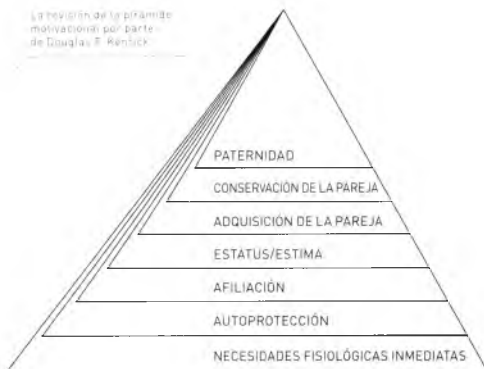 La revisión de la pirámide
motivacional por parte
de Douglas E. Kenrick
PATERNIDAD
CONSERVACIÓN DE LA PAREJA
ADQUISICIÓN DE LA PAREJA
ESTATUS/ESTIMA
AFILIACIÓN
AUTOPROTECCIÓN
NECESIDADES FISIOLÓGICAS INMEDIATAS